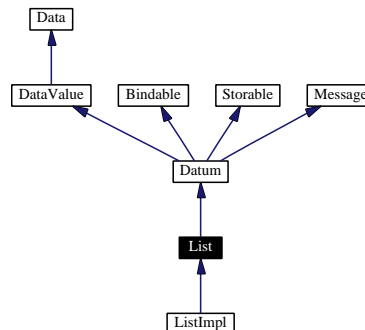 Data
DataValue
Bindable
Storable
Message
Datum
List
ListImpl